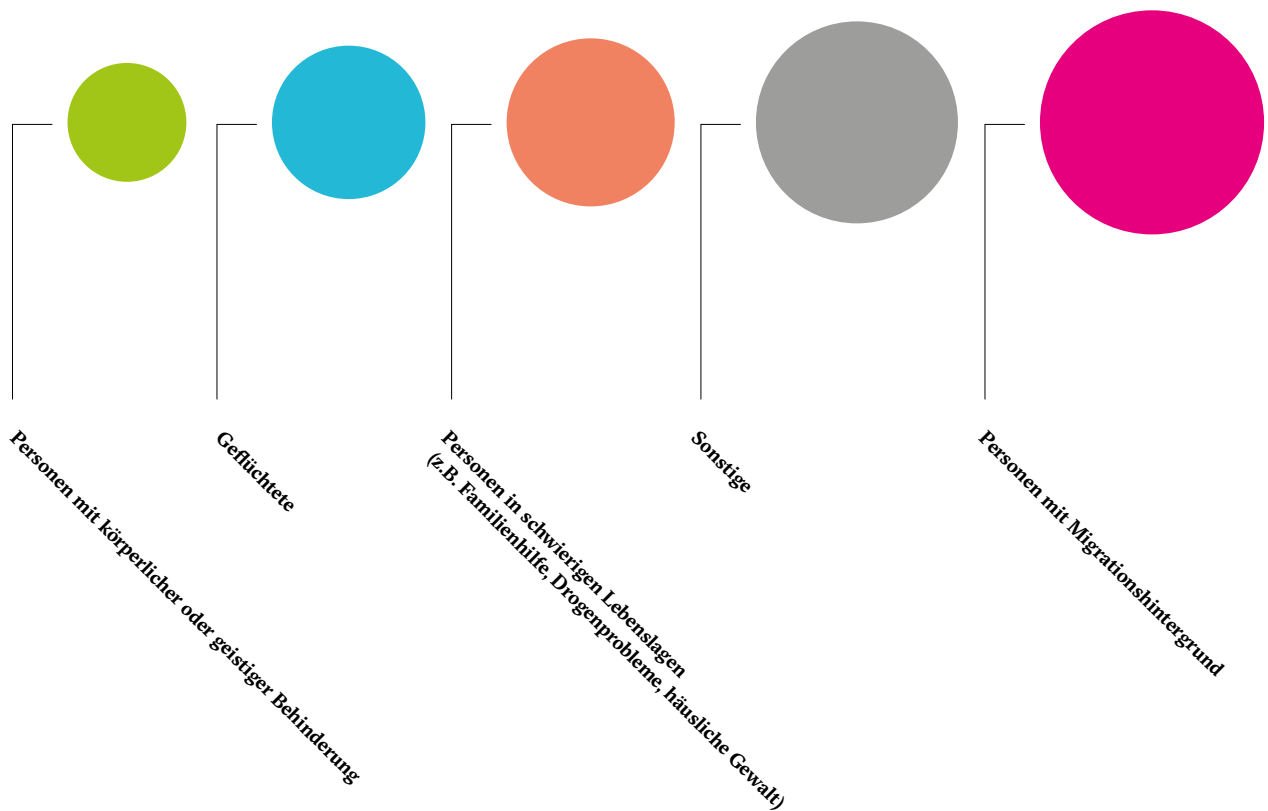 Personen mit körperlicher oder geistiger Behinderung
Geflüchtete
Personen in schwierigen Lebenslagen
(z.B. Familienhilfe, Drogenprobleme, häusliche Gewalt)
Sonstige
Personen mit Migrationshintergrund